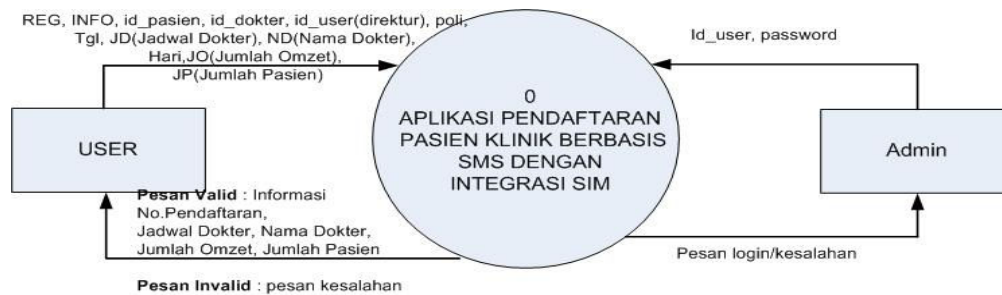 REG, INFO, id_pasien, id_dokter, id_user(direktur), poli,
Tgl, JD(Jadwal Dokter), ND(Nama Dokter),
Hari,JO(Jumlah Omzet),
JP(Jumlah Pasien)
Id_user, password
0
APLIKASI PENDAFTARAN
PASIEN KLINIK BERBASIS
SMS DENGAN
INTEGRASI SIM
USER
Admin
Pesan Valid : Informasi
No.Pendaftaran,
Jadwal Dokter, Nama Dokter,
Jumlah Omzet, Jumlah Pasien
Pesan login/kesalahan
Pesan Invalid : pesan kesalahan